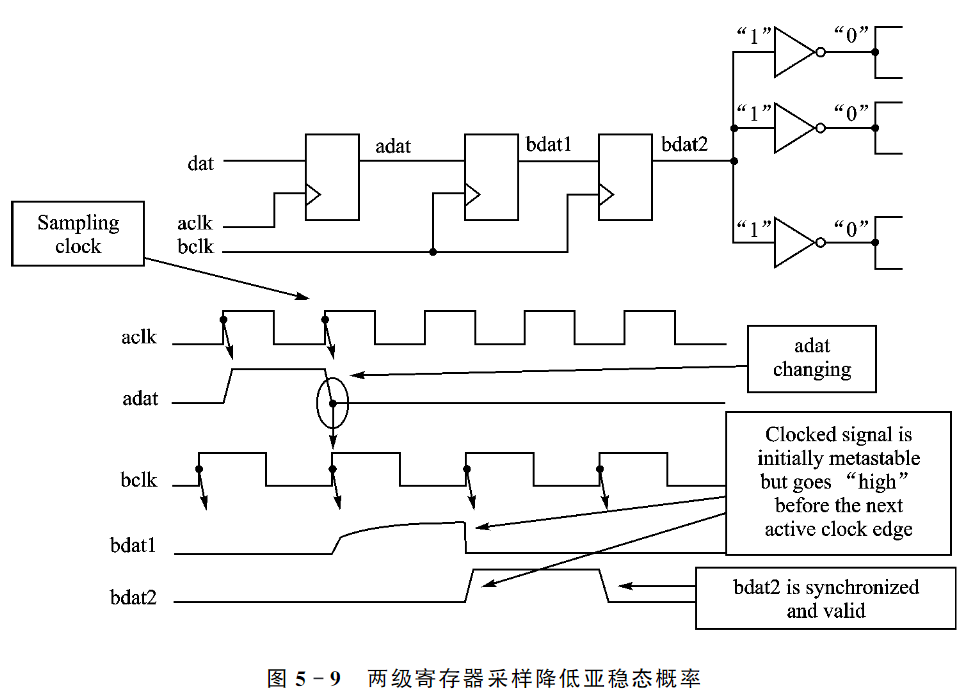 “1”
“0”
“1”
“0”
adat
bdat1
bdat2
dat
“1”
“0”
aclk
bclk
Sampling
clock
aclk
adat
changing
adat
Clocked signal is
initially metastable
but goes “high”
before the next
active clock edge
bclk
bdat1
bdat2
bdat2 is synchronized
and valid
图 5-9 两级寄存器采样降低亚稳态概率